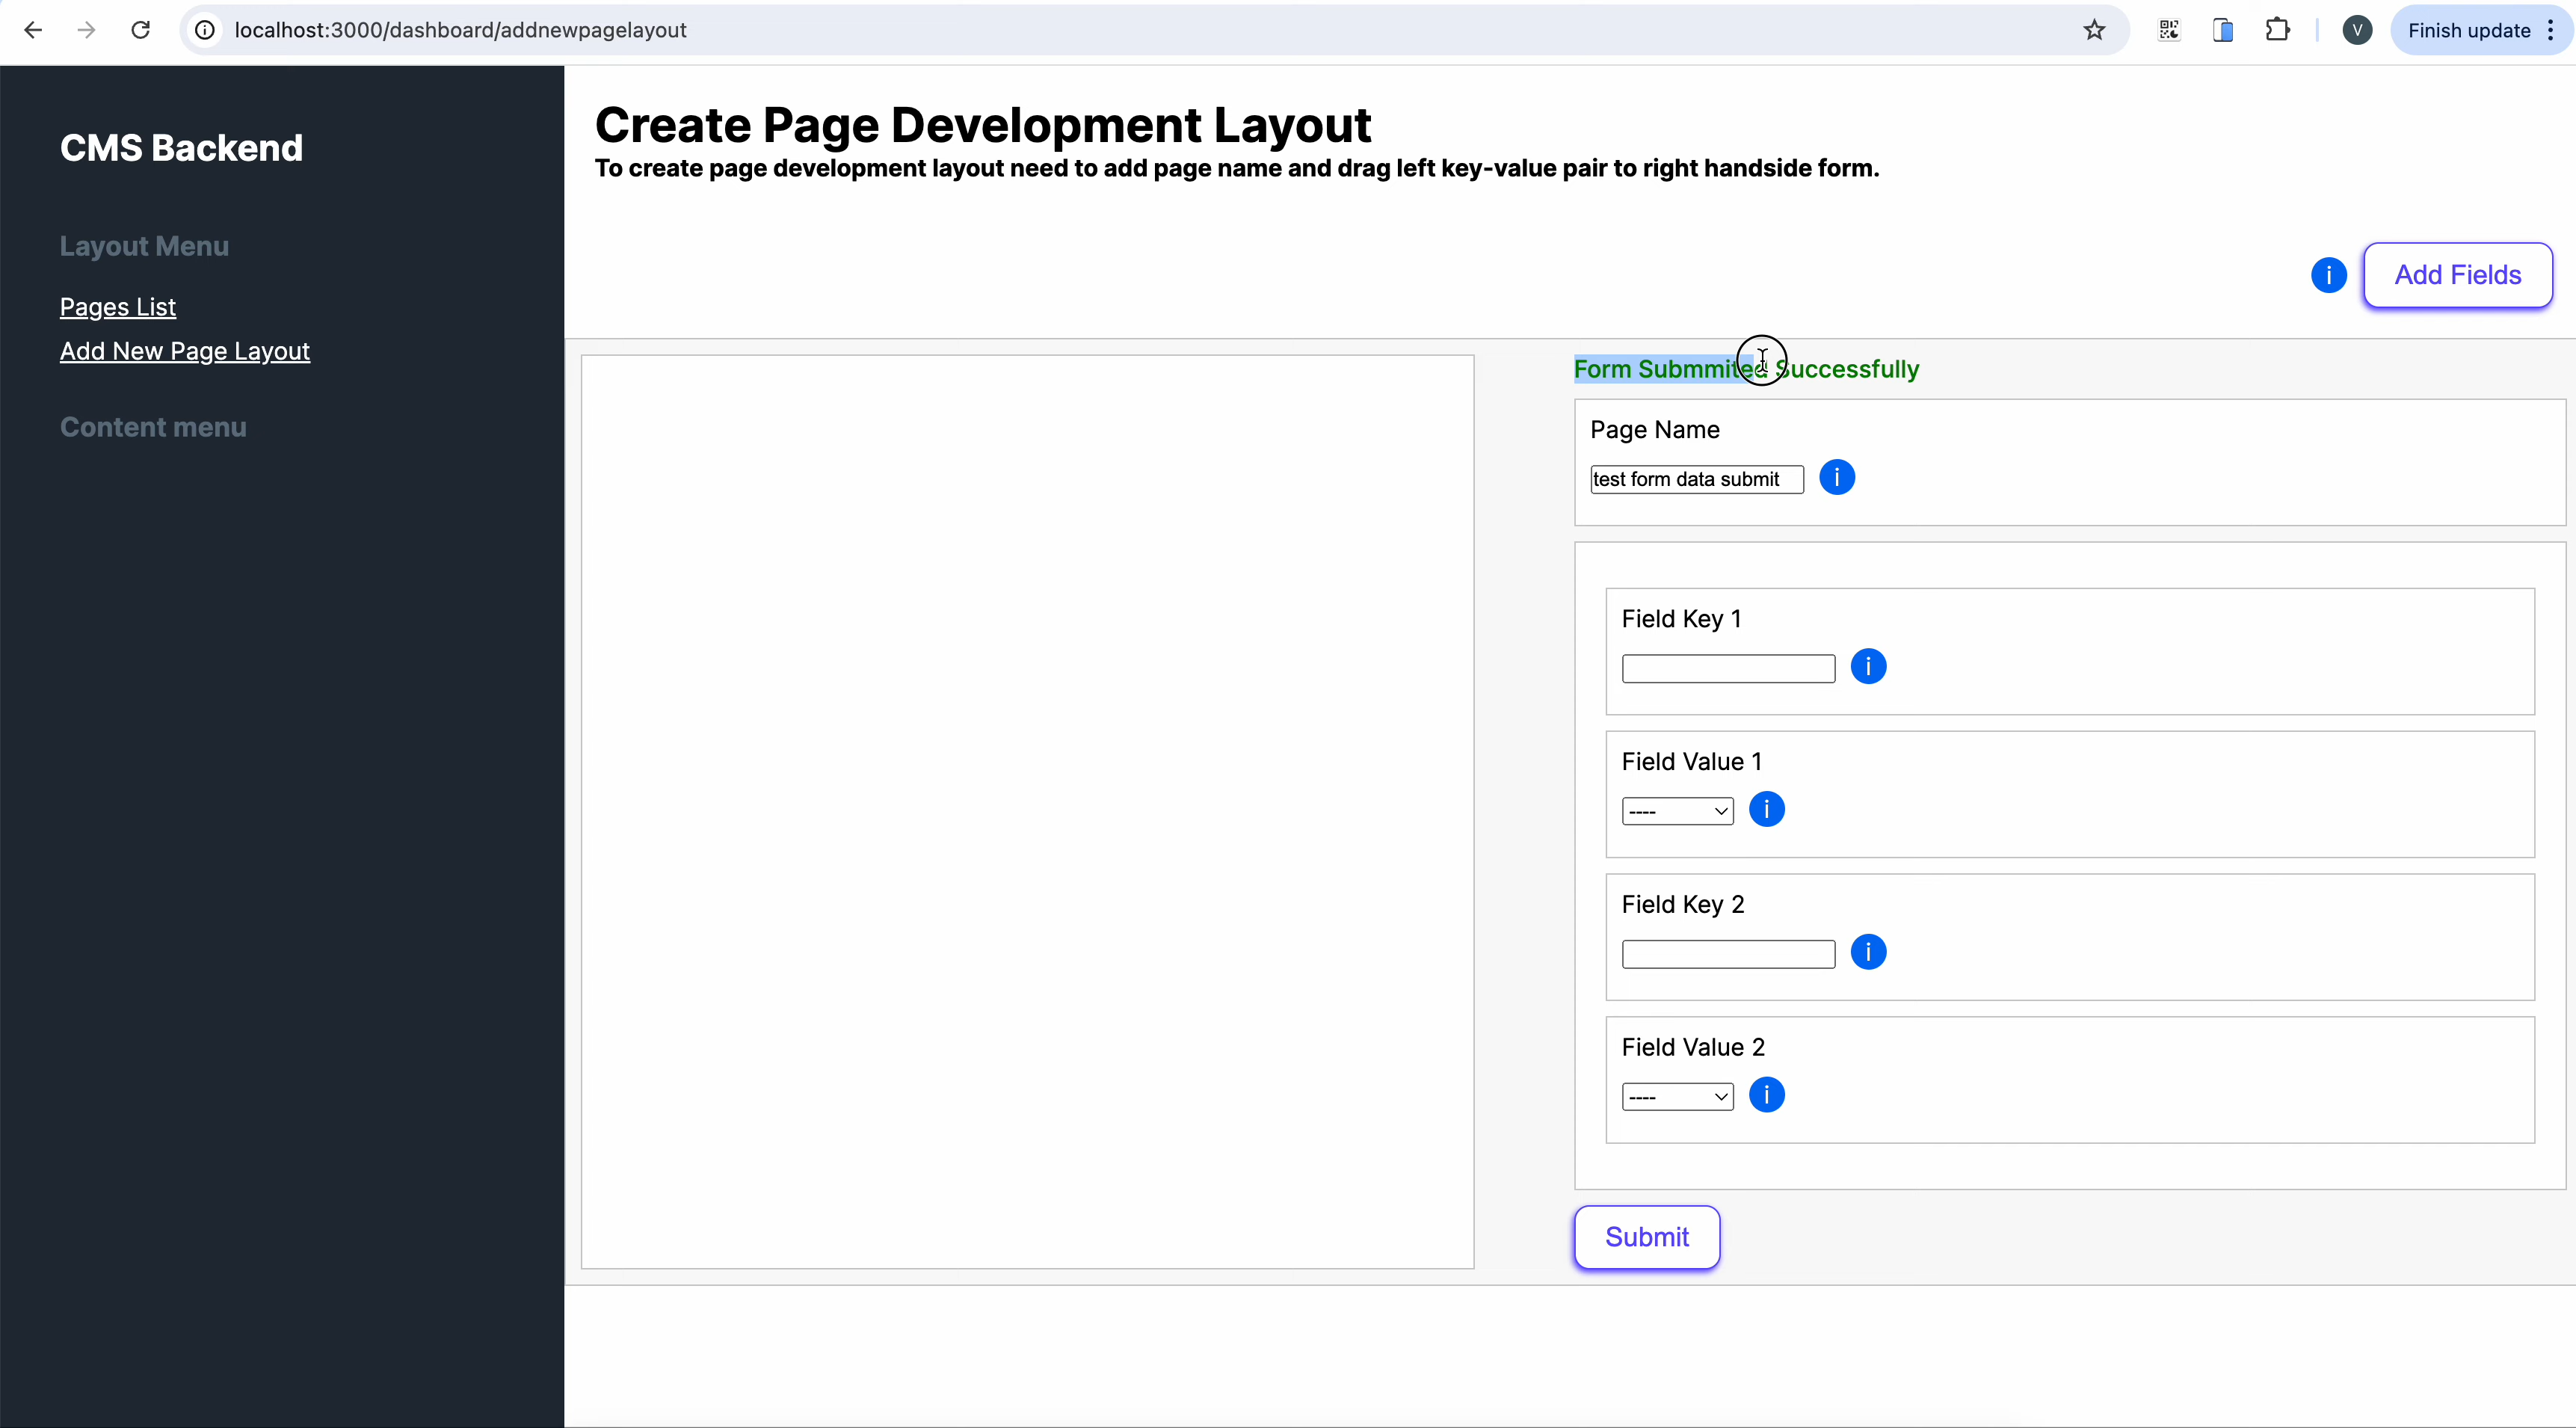 localhost:3000/dashboard/addnewpagelayout
V
Finish update
CMS Backend
Layout Menu
Pages List
Add New Page Layout
Content menu
Create Page Development Layout
To create page development layout need to add page name and drag left key-value pair to right handside form.
i
Add Fields
Form Submmited Successfully
Page Name
test form data submit
i
Field Key 1
i
Field Value 1
----
i
Field Key 2
i
Field Value 2
----
i
Submit